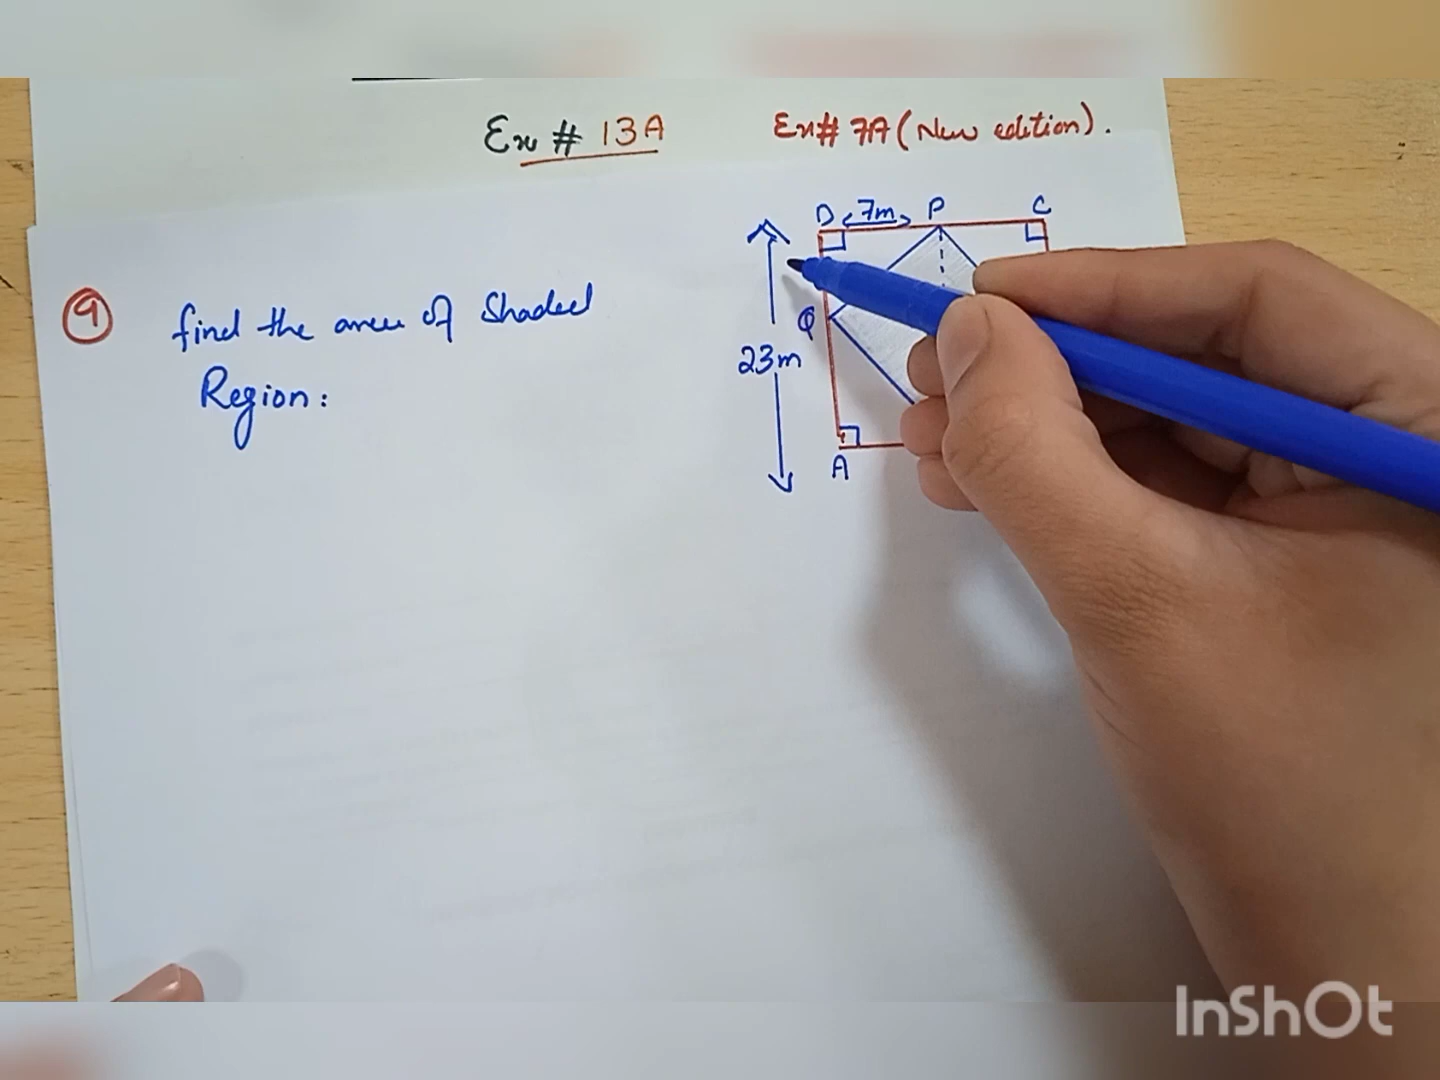 Ex # 13A
Ex# 7A (New edition).
D 7m P C
9 find the area of Shaded
Region:
Q
23m
A
InShOt